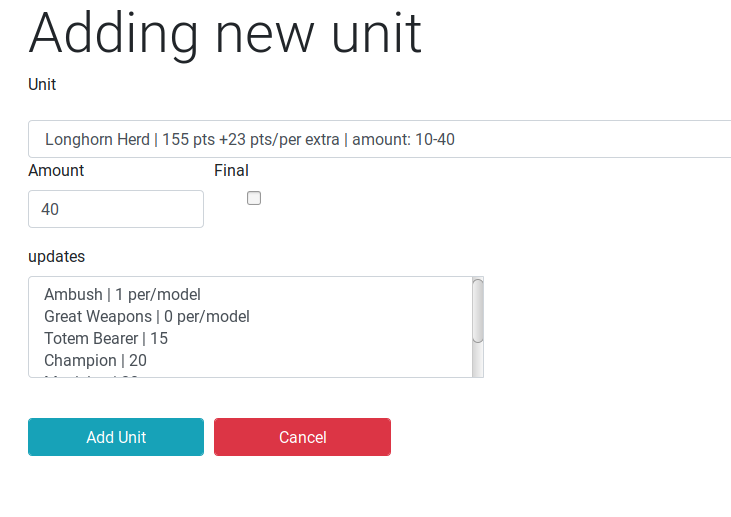 Adding new unit
Unit
Longhorn Herd | 155 pts +23 pts/per extra | amount: 10-40
Amount Final
40
updates
Ambush | 1 per/model
Great Weapons | 0 per/model
Totem Bearer | 15
Champion | 20
Add Unit Cancel